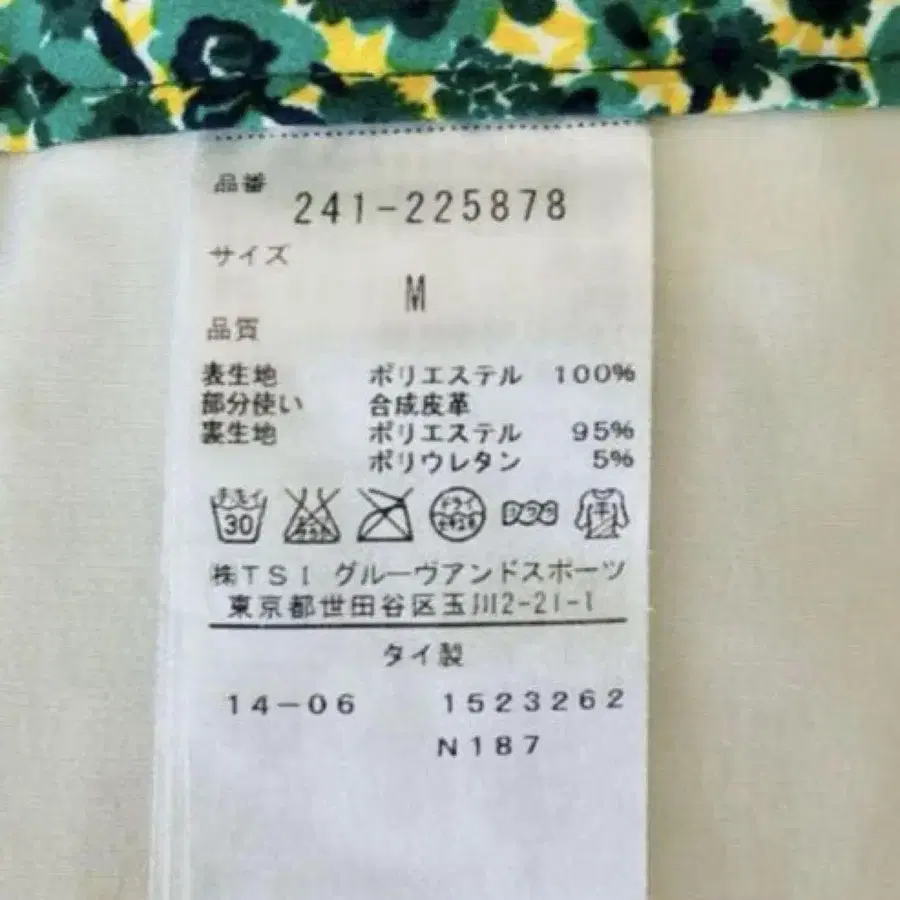 品番
241-225878
サイズ
M
品質
表生地 ポリエステル 100%
部分使い 合成皮革
裏生地 ポリエステル 95%
ポリウレタン 5%
30 ドライ
㈱TSI グルーヴアンドスポーツ
東京都世田谷区玉川2-21-1
タイ製
14-06 1523262
N187